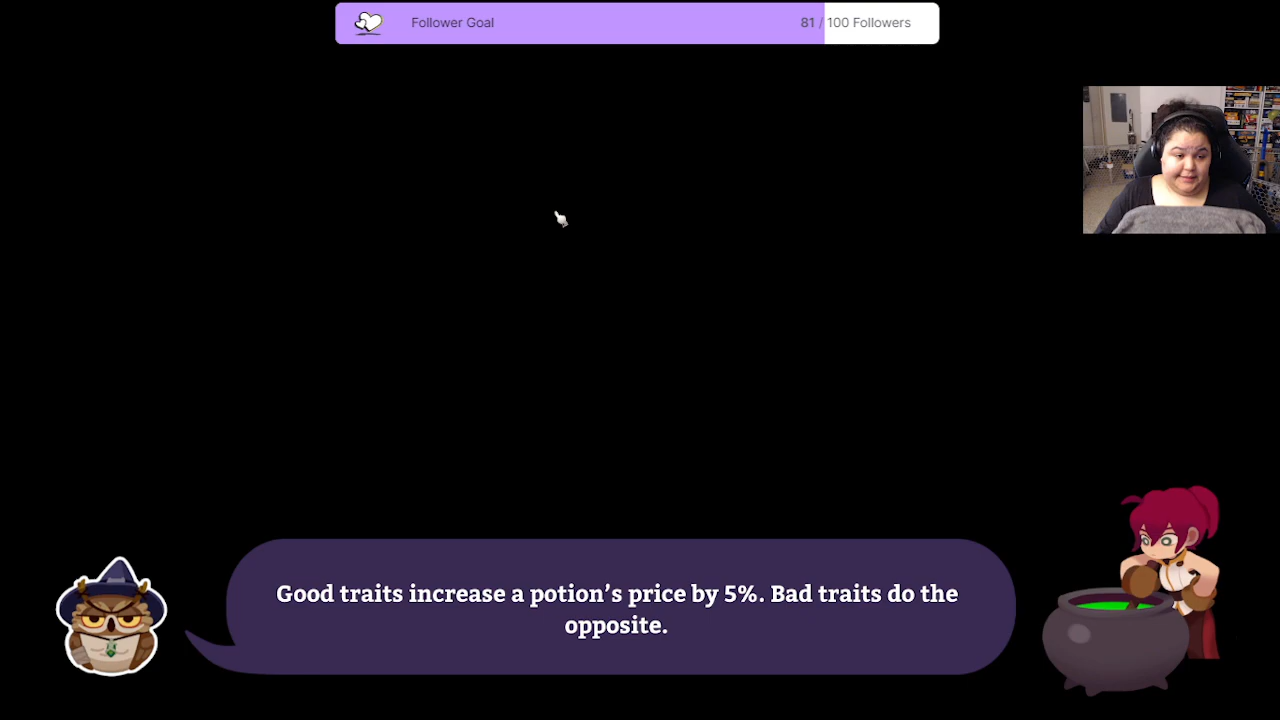 Follower Goal 81 / 100 Followers
Good traits increase a potion’s price by 5%. Bad traits do the
opposite.